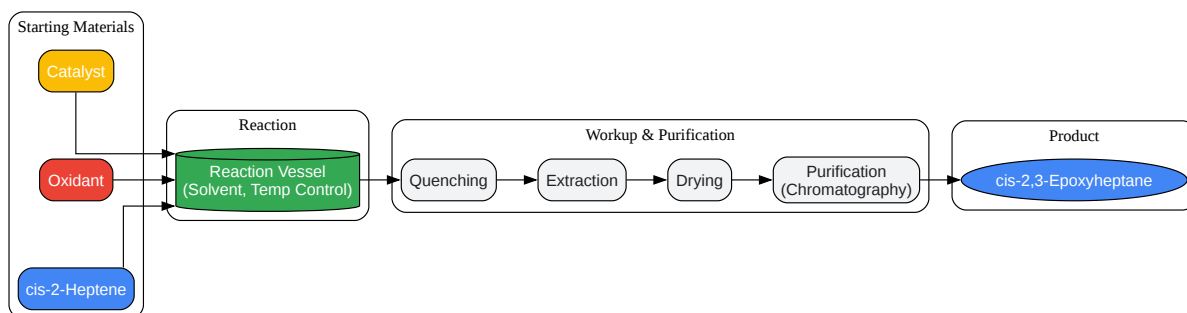 Starting Materials
Catalyst
Oxidant
cis-2-Heptene
Reaction
Reaction Vessel
(Solvent, Temp Control)
Workup & Purification
Quenching
Extraction
Drying
Purification
(Chromatography)
Product
cis-2,3-Epoxyheptane